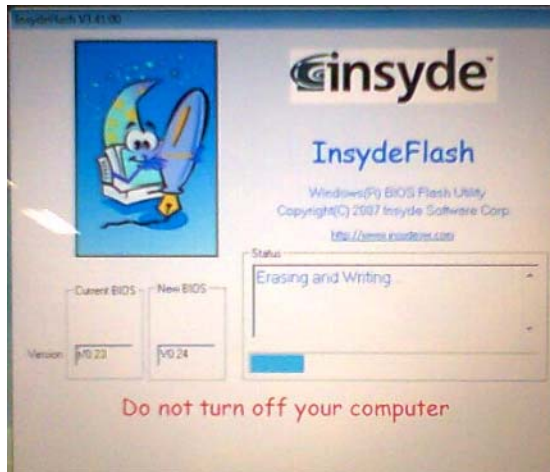 InsydeFlash V3.41.00
insyde
InsydeFlash
Windows(R) BIOS Flash Utility
Copyright(C) 2007 Insyde Software Corp.
http://www.insydesw.com
Status
Erasing and Writing...
Current BIOS
New BIOS
Version
V0.23
V0.24
Do not turn off your computer